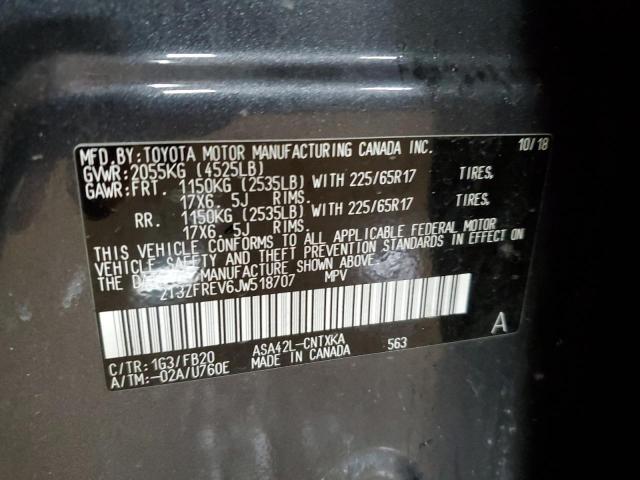 MFD.BY:TOYOTA MOTOR MANUFACTURING CANADA INC. 10/18
GVWR:2055KG (4525LB)
GAWR:FRT. 1150KG (2535LB) WITH 225/65R17 TIRES,
17X6.5J RIMS.
RR. 1150KG (2535LB) WITH 225/65R17 TIRES,
17X6.5J RIMS.
THIS VEHICLE CONFORMS TO ALL APPLICABLE FEDERAL MOTOR
VEHICLE SAFETY AND THEFT PREVENTION STANDARDS IN EFFECT ON
THE DATE OF MANUFACTURE SHOWN ABOVE.
2T3ZFREV6JW518707 MPV
A
C/TR:1G3/FB20 ASA42L-CNTXKA 563
A/TM:-02A/U760E MADE IN CANADA